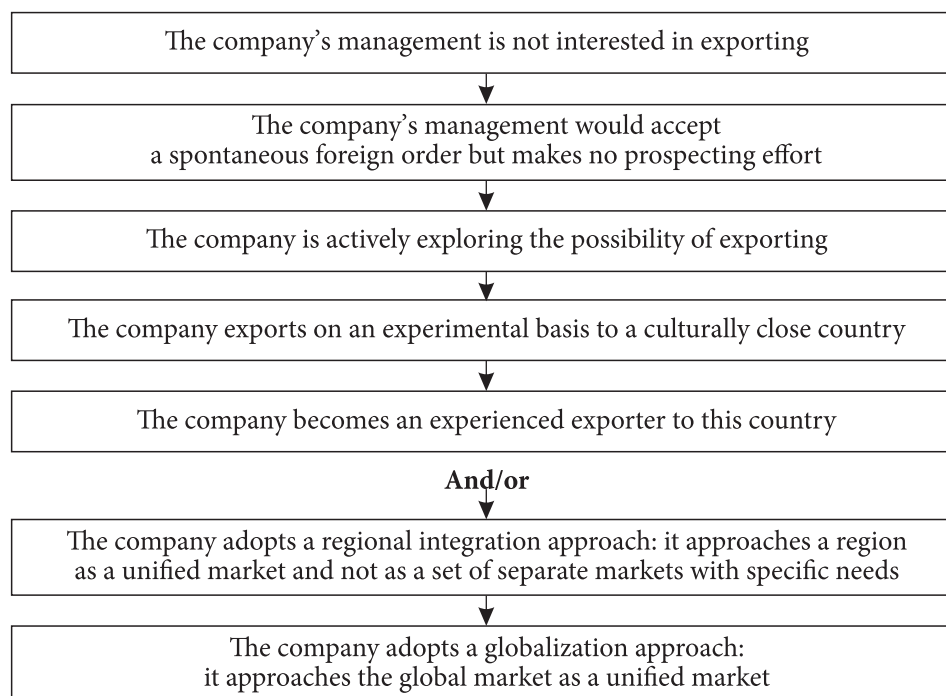 The company’s management is not interested in exporting
The company’s management would accept
a spontaneous foreign order but makes no prospecting effort
The company is actively exploring the possibility of exporting
The company exports on an experimental basis to a culturally close country
The company becomes an experienced exporter to this country
And/or
The company adopts a regional integration approach: it approaches a region
as a unified market and not as a set of separate markets with specific needs
The company adopts a globalization approach:
it approaches the global market as a unified market